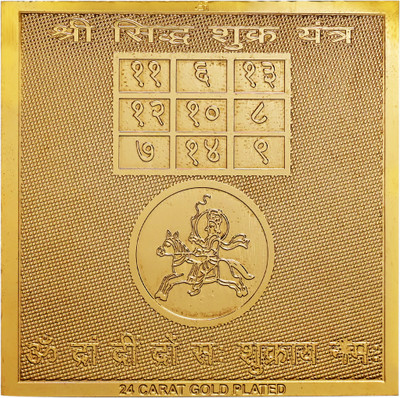 श्री सिद्ध शुक्र यंत्र
११ ६ १३
१२ १० ८
७ १४ ९
ॐ द्रां द्रीं द्रौं सः शुक्राय नमः
24 CARAT GOLD PLATED